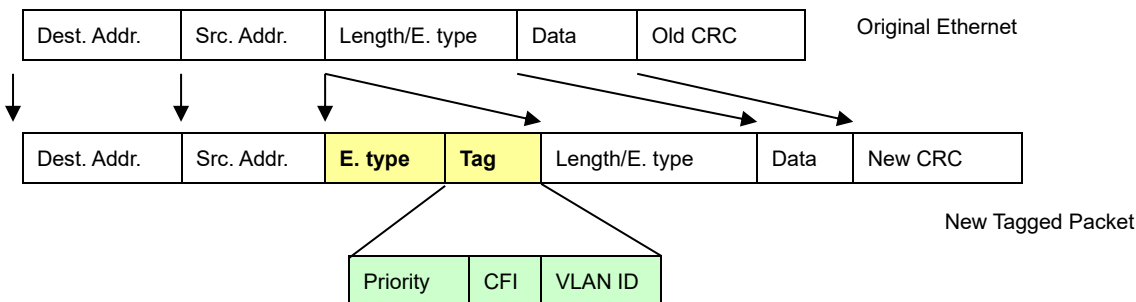 Dest. Addr. Src. Addr. Length/E. type Data Old CRC Original Ethernet
Dest. Addr. Src. Addr. E. type Tag Length/E. type Data New CRC
New Tagged Packet
Priority CFI VLAN ID